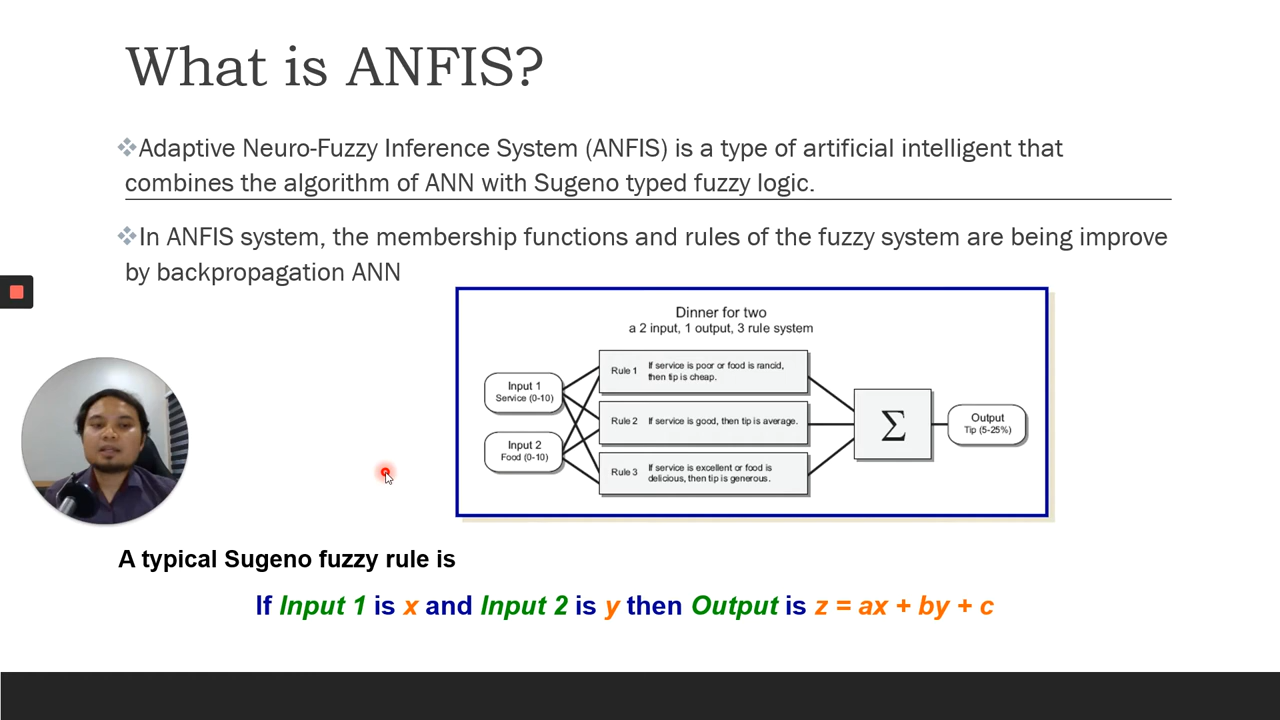 What is ANFIS?
Adaptive Neuro-Fuzzy Inference System (ANFIS) is a type of artificial intelligent that
combines the algorithm of ANN with Sugeno typed fuzzy logic.
In ANFIS system, the membership functions and rules of the fuzzy system are being improve
by backpropagation ANN
Dinner for two
a 2 input, 1 output, 3 rule system
Input 1
Service (0-10)
Input 2
Food (0-10)
Rule 1 If service is poor or food is rancid,
then tip is cheap.
Rule 2 If service is good, then tip is average.
Rule 3 If service is excellent or food is
delicious, then tip is generous.
Σ
Output
Tip (5-25%)
A typical Sugeno fuzzy rule is
If Input 1 is x and Input 2 is y then Output is z = ax + by + c